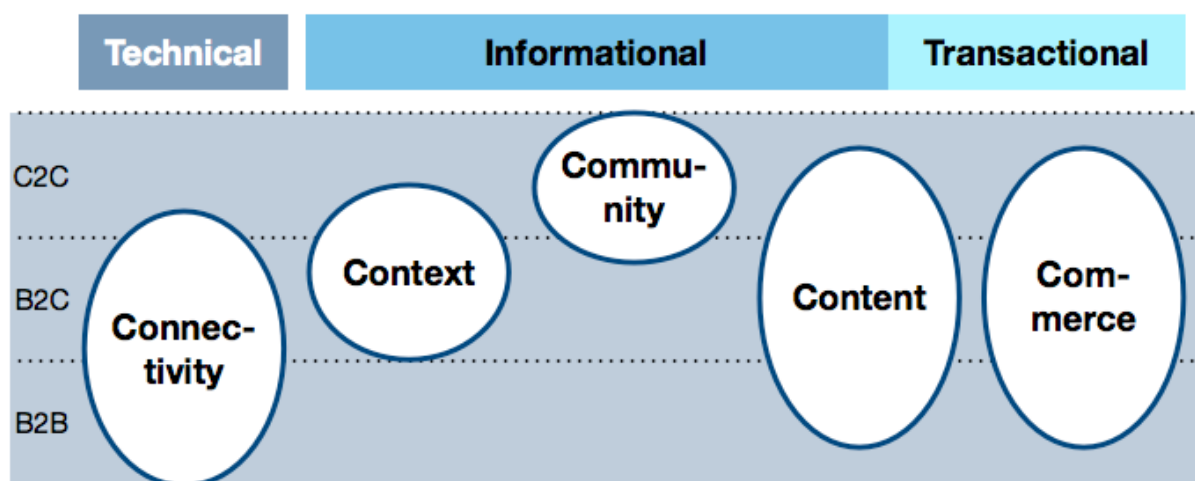 Technical
Informational
Transactional
C2C
B2C
B2B
Connec-
tivity
Context
Commu-
nity
Content
Com-
merce